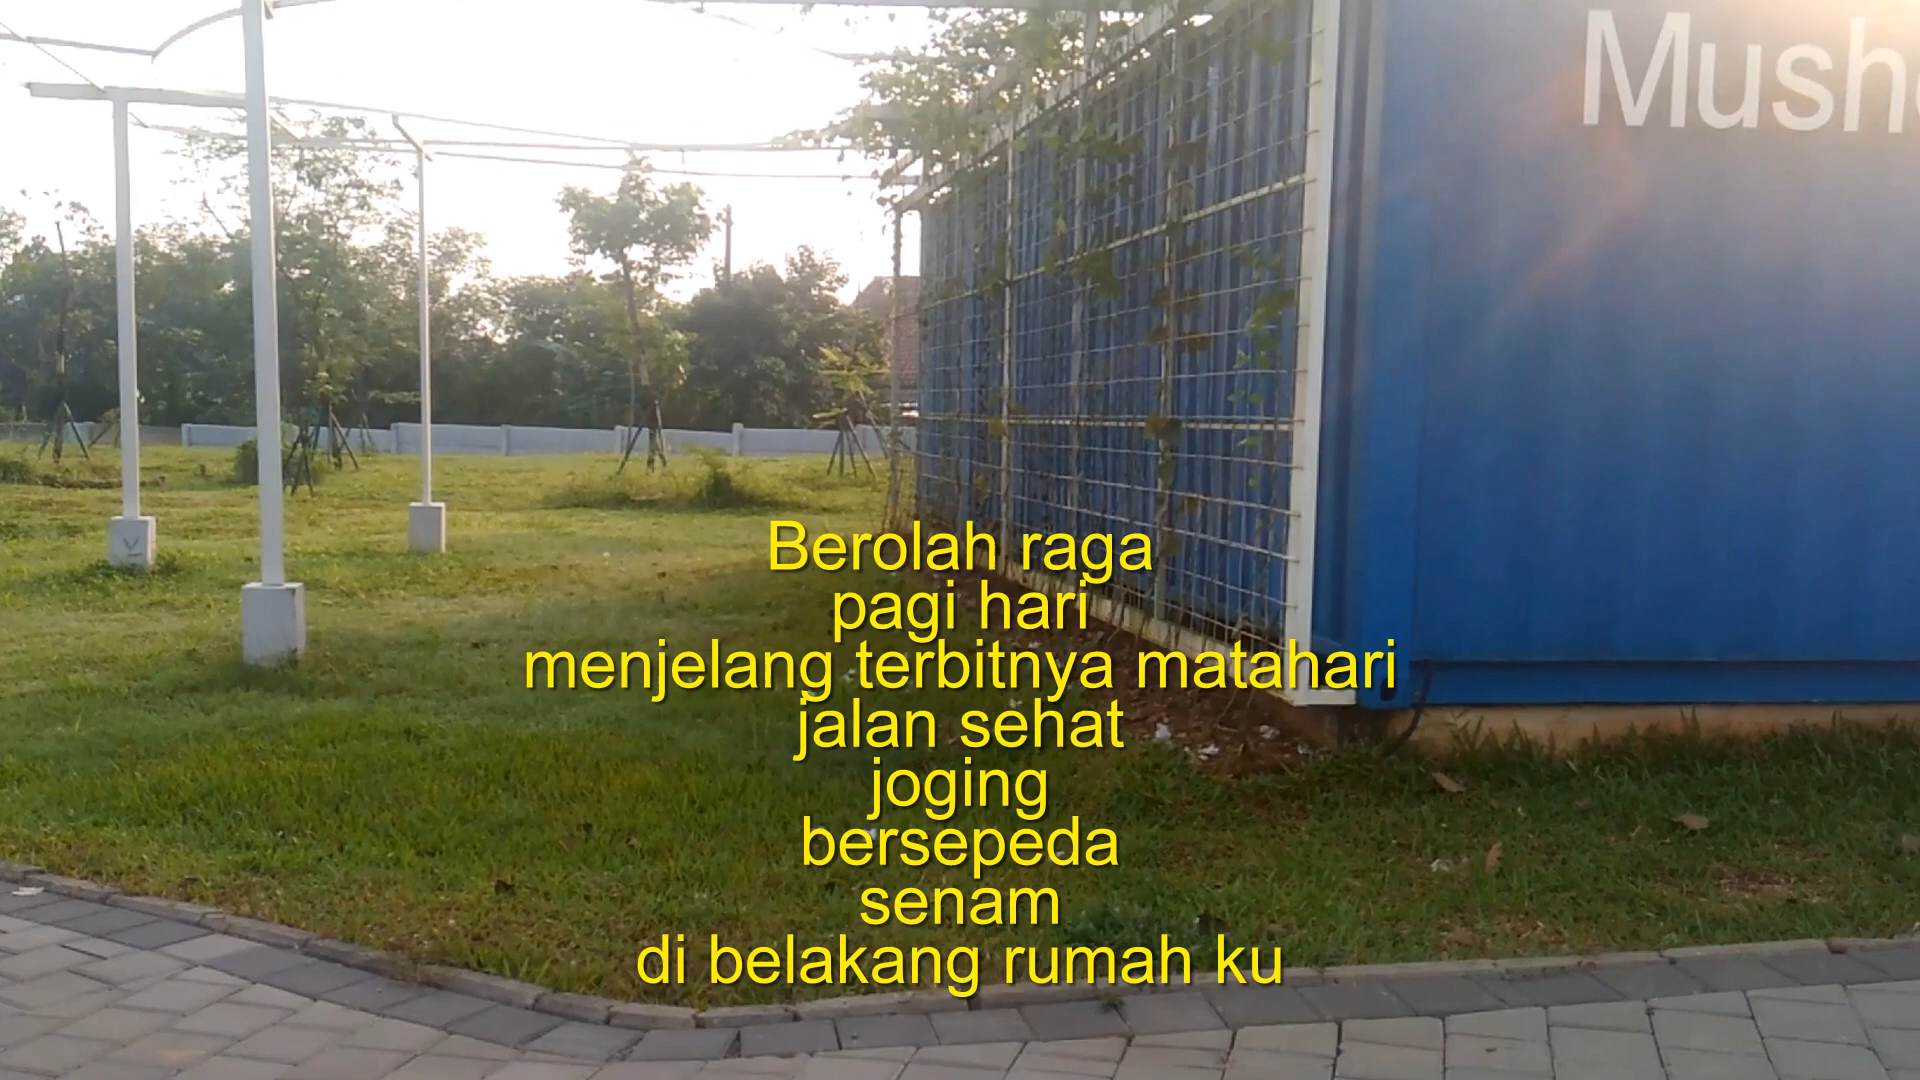 Mush
Berolah raga
pagi hari
menjelang terbitnya matahari
jalan sehat
joging
bersepeda
senam
di belakang rumah ku